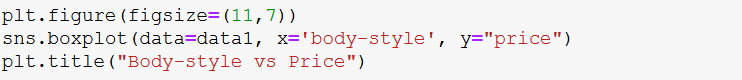 plt.figure(figsize=(11,7))
sns.boxplot(data=data1, x='body-style', y="price")
plt.title("Body-style vs Price")